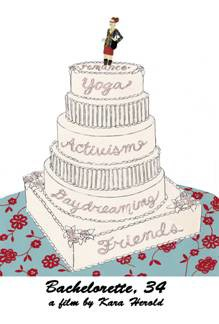 Romance
Yoga
Activism
Daydreaming
Friends
Bachelorette, 34
a film by Kara Herold